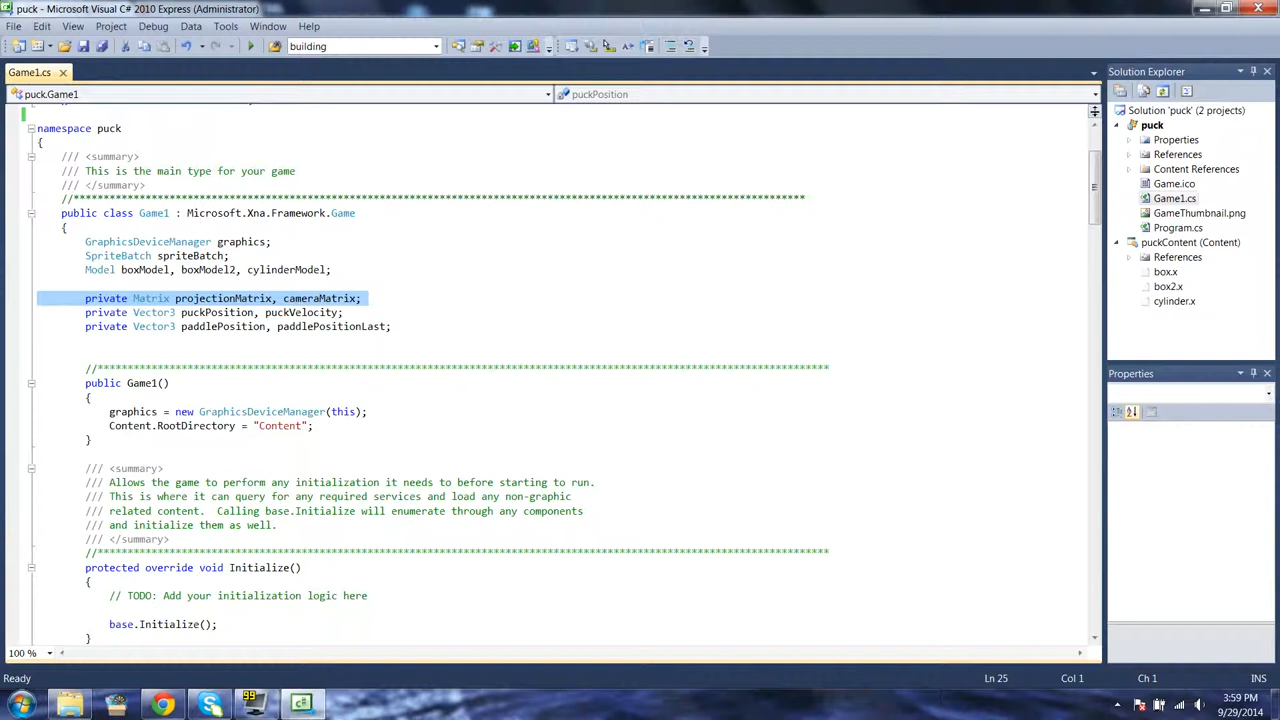 puck - Microsoft Visual C# 2010 Express (Administrator)
File Edit View Project Debug Data Tools Window Help
building
Game1.cs
Solution Explorer
puck.Game1 puckPosition
Solution 'puck' (2 projects)
puck
Properties
References
Content References
Game.ico
Game1.cs
GameThumbnail.png
Program.cs
puckContent (Content)
References
box.x
box2.x
cylinder.x
namespace puck
{
/// <summary>
/// This is the main type for your game
/// </summary>
//*************************************************************************************************************************
public class Game1 : Microsoft.Xna.Framework.Game
{
GraphicsDeviceManager graphics;
SpriteBatch spriteBatch;
Model boxModel, boxModel2, cylinderModel;
private Matrix projectionMatrix, cameraMatrix;
private Vector3 puckPosition, puckVelocity;
private Vector3 paddlePosition, paddlePositionLast;
//*************************************************************************************************************************
public Game1()
{
graphics = new GraphicsDeviceManager(this);
Content.RootDirectory = "Content";
}
/// <summary>
/// Allows the game to perform any initialization it needs to before starting to run.
/// This is where it can query for any required services and load any non-graphic
/// related content.  Calling base.Initialize will enumerate through any components
/// and initialize them as well.
/// </summary>
//*************************************************************************************************************************
protected override void Initialize()
{
// TODO: Add your initialization logic here
base.Initialize();
}
Properties
100 %
Ready Ln 25 Col 1 Ch 1 INS
99
C#
3:59 PM
9/29/2014